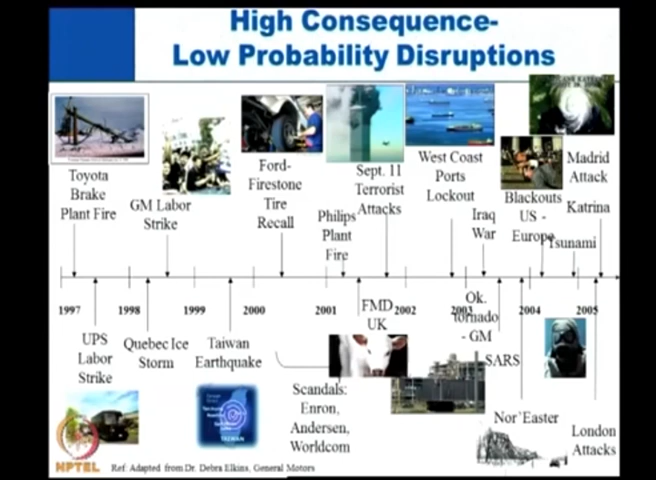 High Consequence-
Low Probability Disruptions
Toyota
Brake
Plant Fire
GM Labor
Strike
Ford-
Firestone
Tire
Recall
Sept. 11
Terrorist
Attacks
Philips
Plant
Fire
West Coast
Ports
Lockout
Iraq
War
Blackouts
US -
Europe
Madrid
Attack
Katrina
Tsunami
1997
1998
1999
2000
2001
2002
2003
2004
2005
UPS
Labor
Strike
Quebec Ice
Storm
Taiwan
Earthquake
FMD
UK
Scandals:
Enron,
Andersen,
Worldcom
Ok.
Tornado
- GM
SARS
Nor'Easter
London
Attacks
TAIWAN
NPTEL
Ref: Adapted from Dr. Debra Elkins, General Motors